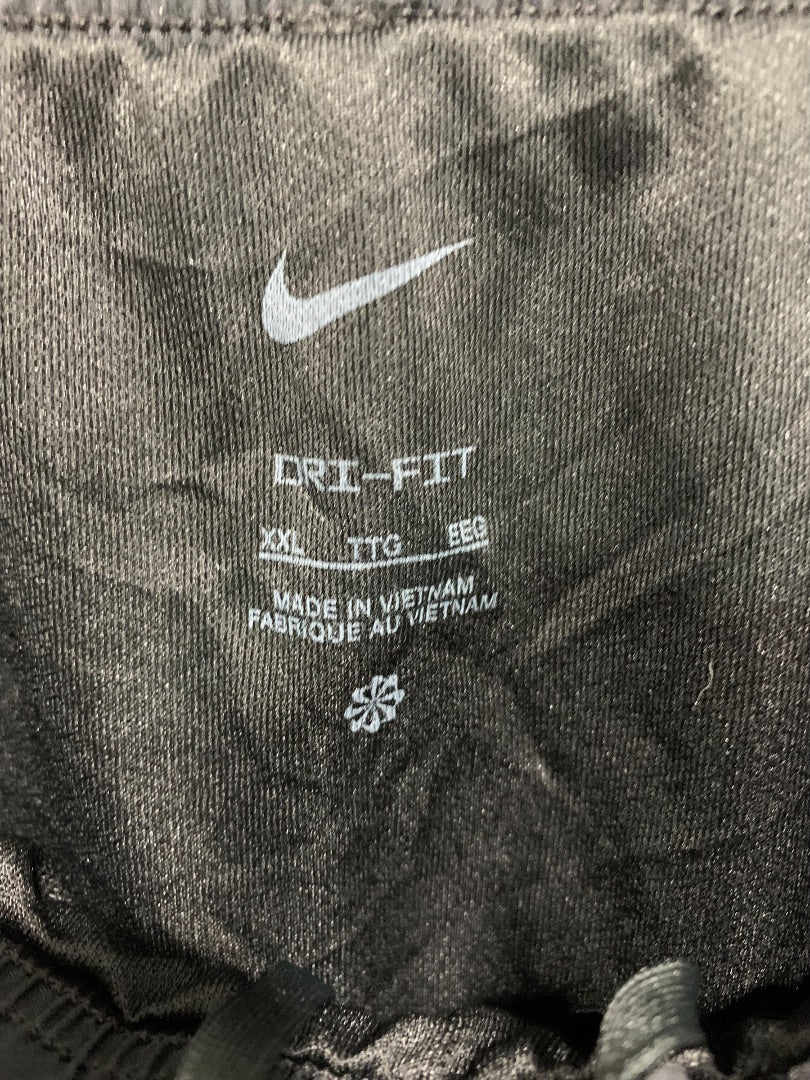 DRI-FIT
XXL TTG EEG
MADE IN VIETNAM
FABRIQUE AU VIETNAM